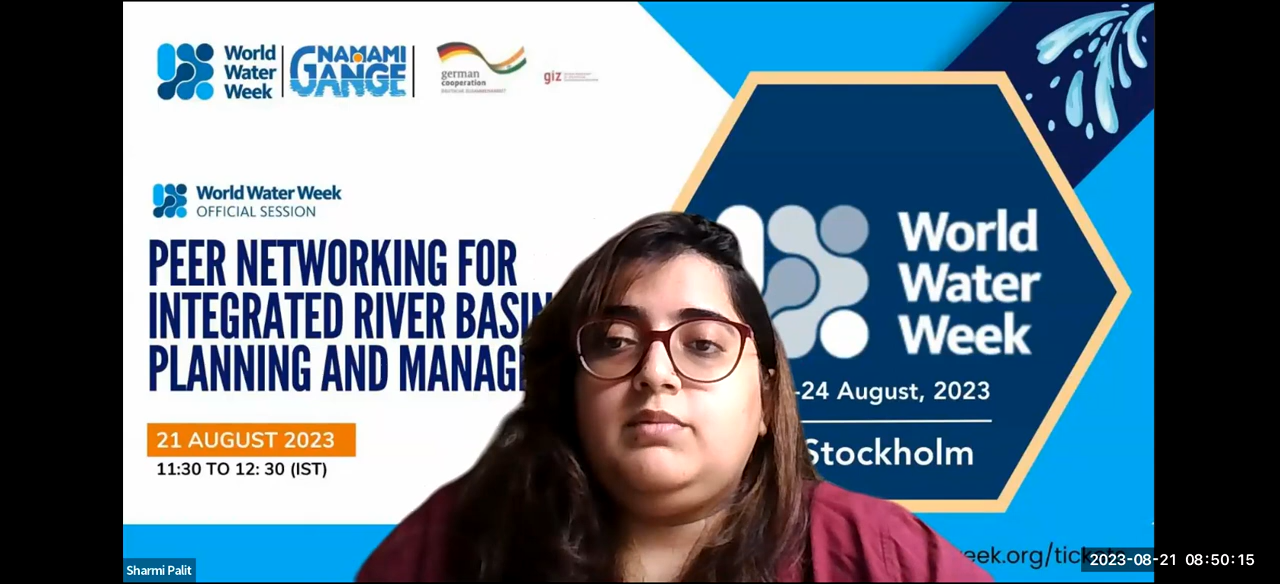 World
Water
Week
NAMAMI
GANGE
german
cooperation
DEUTSCHE ZUSAMMENARBEIT
giz
World Water Week
OFFICIAL SESSION
PEER NETWORKING FOR
INTEGRATED RIVER BASIN
PLANNING AND MANAGE
21 AUGUST 2023
11:30 TO 12: 30 (IST)
World
Water
Week
-24 August, 2023
Stockholm
eek.org/tick
Sharmi Palit
2023-08-21 08:50:15